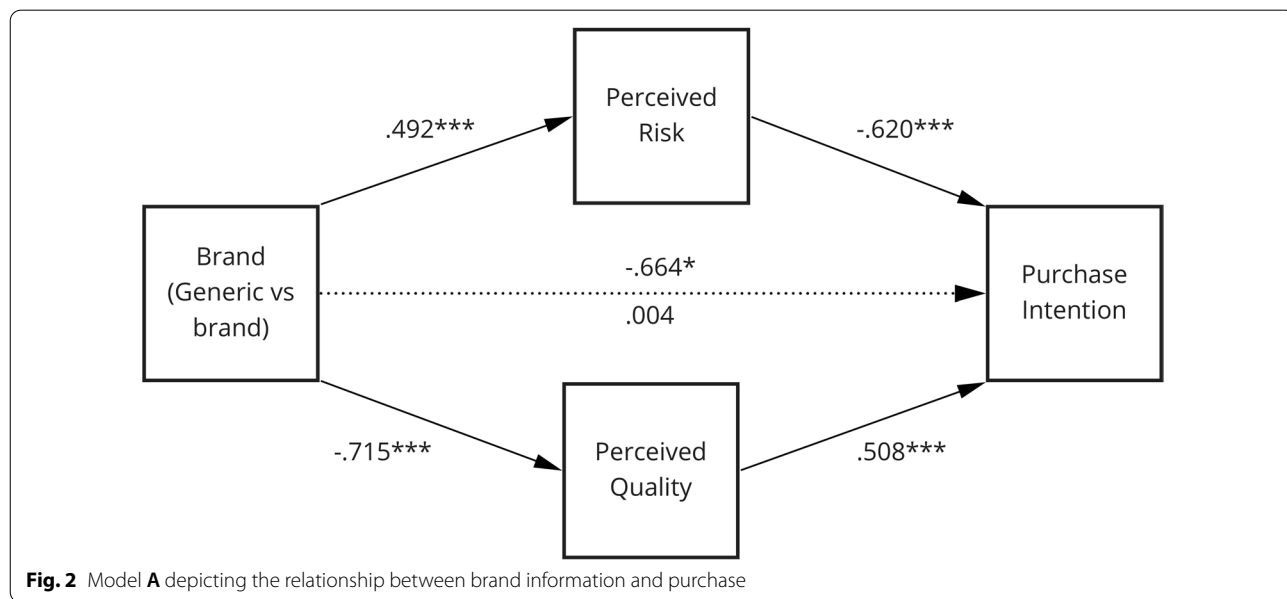 Perceived
Risk
.492***
-.620***
Brand
(Generic vs
brand)
-.664*
.004
Purchase
Intention
-.715***
Perceived
Quality
.508***
Fig. 2 Model A depicting the relationship between brand information and purchase